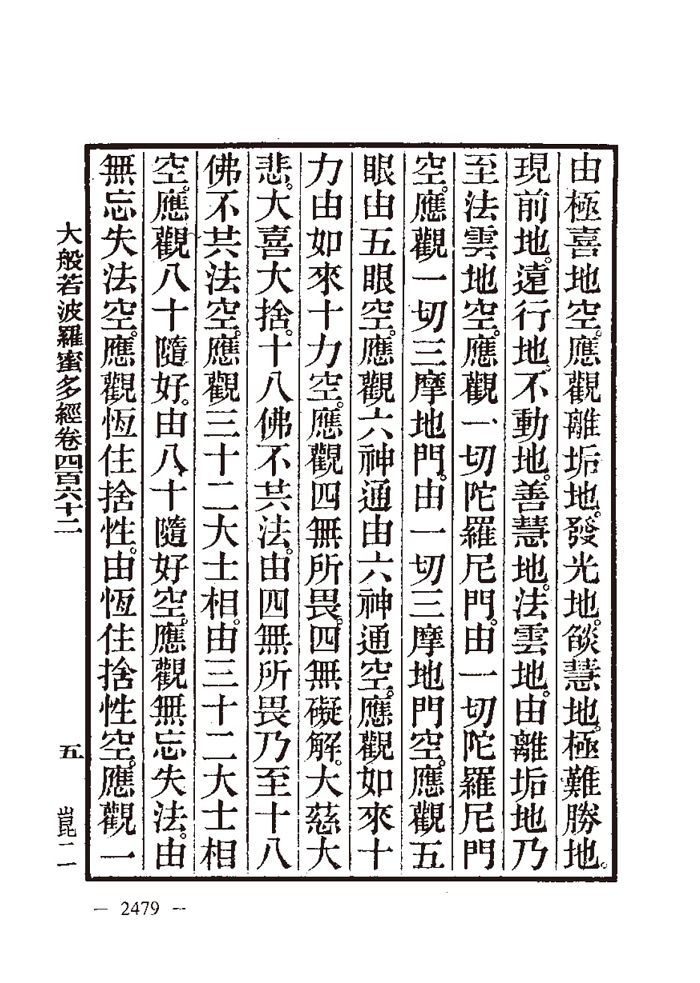 由極喜地空。應觀離垢地。發光地。燄慧地。極難勝地。
現前地。遠行地。不動地。善慧地。法雲地。由離垢地乃
至法雲地空。應觀一切陀羅尼門。由一切陀羅尼門
空。應觀一切三摩地門。由一切三摩地門空。應觀五
眼由五眼空。應觀六神通由六神通空。應觀如來十
力由如來十力空。應觀四無所畏。四無礙解。大慈大
悲。大喜大捨。十八佛不共法。由四無所畏乃至十八
佛不共法空。應觀三十二大士相。由三十二大士相
空。應觀八十隨好。由八十隨好空。應觀無忘失法。由
無忘失法空。應觀恆住捨性。由恆住捨性空。應觀一
大般若波羅蜜多經卷四百六十二 五 崑二
— 2479 —